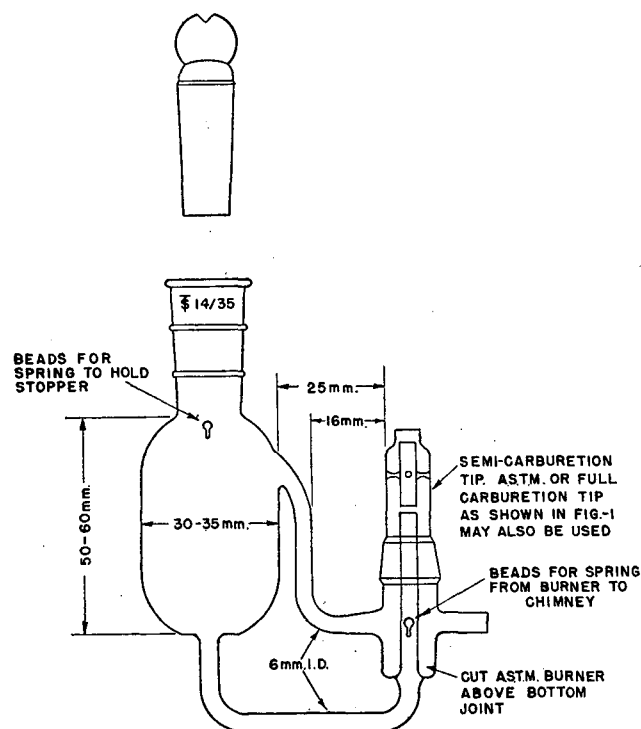 ⏁ 14/35
BEADS FOR
SPRING TO HOLD
STOPPER
25mm.
16mm.
SEMI-CARBURETION
TIP. A.S.T.M. OR FULL
CARBURETION TIP
AS SHOWN IN FIG.-1
MAY ALSO BE USED
50-60mm.
30-35mm.
BEADS FOR SPRING
FROM BURNER TO
CHIMNEY
6mm. I.D.
CUT A.S.T.M. BURNER
ABOVE BOTTOM
JOINT